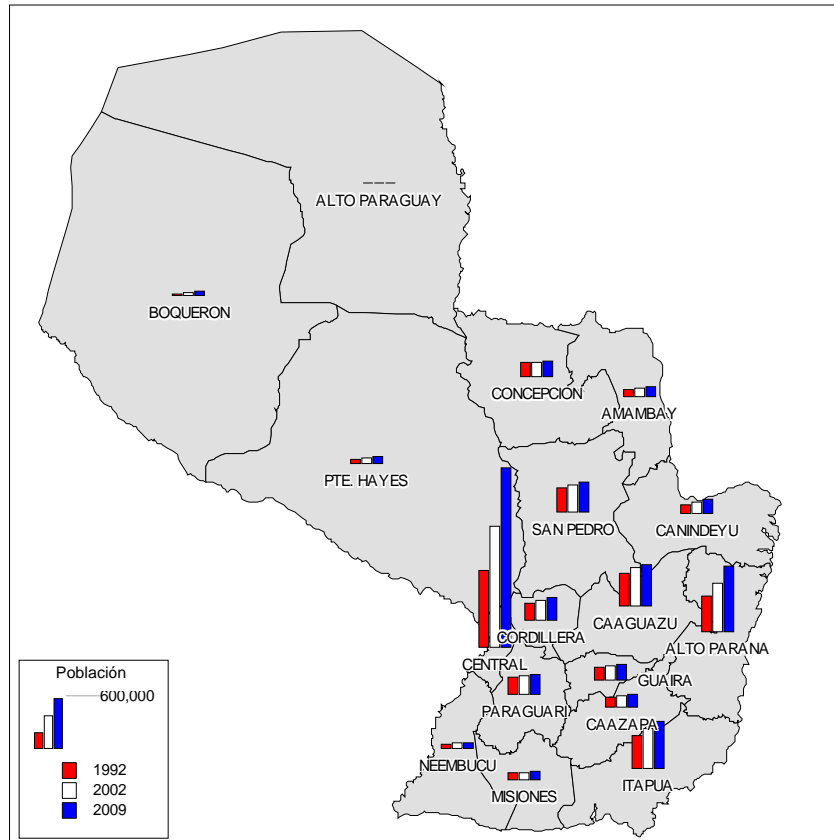 ALTO PARAGUAY
BOQUERON
CONCEPCION
AMAMBAY
PTE. HAYES
SAN PEDRO
CANINDEYU
CAAGUAZU
CORDILLERA
ALTO PARANA
CENTRAL
GUAIRA
PARAGUARI
CAAZAPA
NEEMBUCU
ITAPUA
MISIONES
Población
600,000
1992
2002
2009